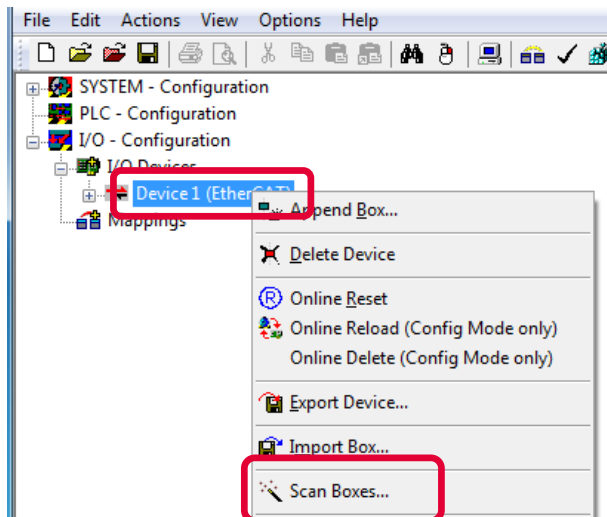 File Edit Actions View Options Help
SYSTEM - Configuration
PLC - Configuration
I/O - Configuration
I/O Devices
Device 1 (EtherCAT)
Mappings
Append Box...
Delete Device
Online Reset
Online Reload (Config Mode only)
Online Delete (Config Mode only)
Export Device...
Import Box...
Scan Boxes...